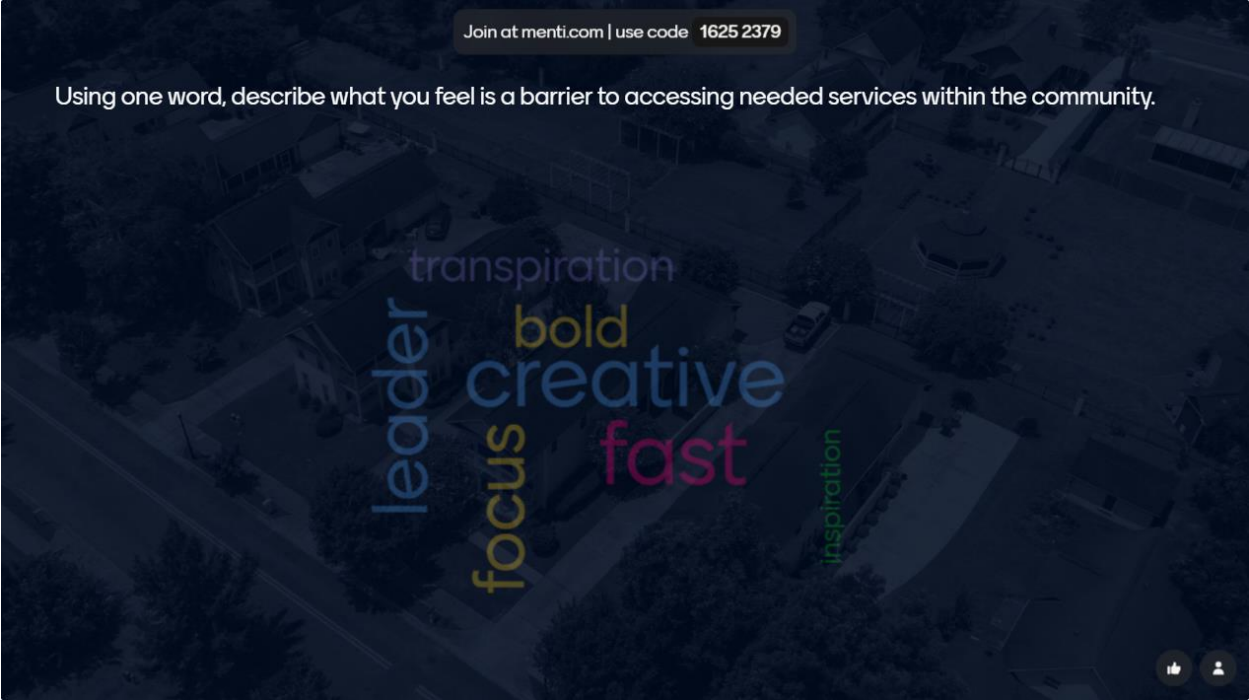 Join at menti.com | use code 1625 2379
Using one word, describe what you feel is a barrier to accessing needed services within the community.
transpiration
leader
bold
creative
focus
fast
inspiration